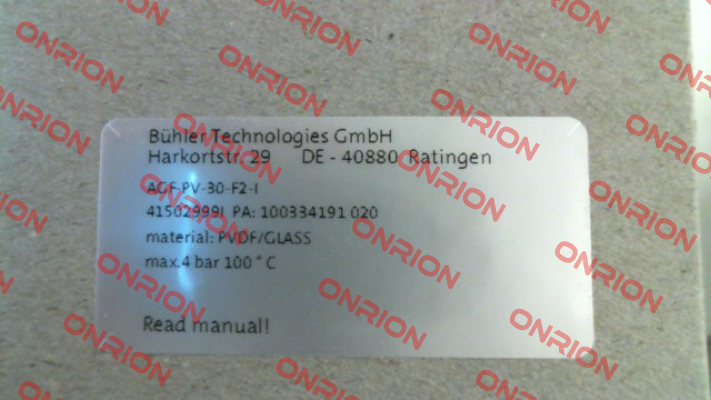 Bühler Technologies GmbH
Harkortstr. 29 DE - 40880 Ratingen
AGF-PV-30-F2-I
41502999I PA: 100334191 020
material: PVDF/GLASS
max.4 bar 100°C
Read manual!
ONRION